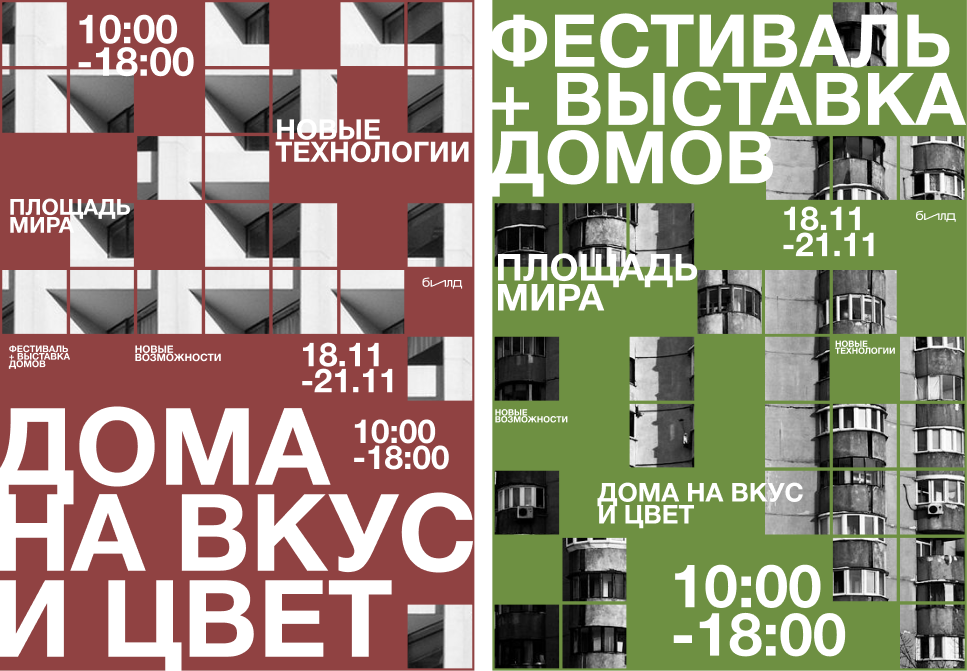 10:00
-18:00
НОВЫЕ
ТЕХНОЛОГИИ
ПЛОЩАДЬ
МИРА
билд
ФЕСТИВАЛЬ
+ ВЫСТАВКА
ДОМОВ
НОВЫЕ
ВОЗМОЖНОСТИ
18.11
-21.11
10:00
-18:00
ДОМА
НА ВКУС
И ЦВЕТ
ФЕСТИВАЛЬ
+ ВЫСТАВКА
ДОМОВ
18.11
-21.11
билд
ПЛОЩАДЬ
МИРА
НОВЫЕ
ТЕХНОЛОГИИ
НОВЫЕ
ВОЗМОЖНОСТИ
ДОМА НА ВКУС
И ЦВЕТ
10:00
-18:00